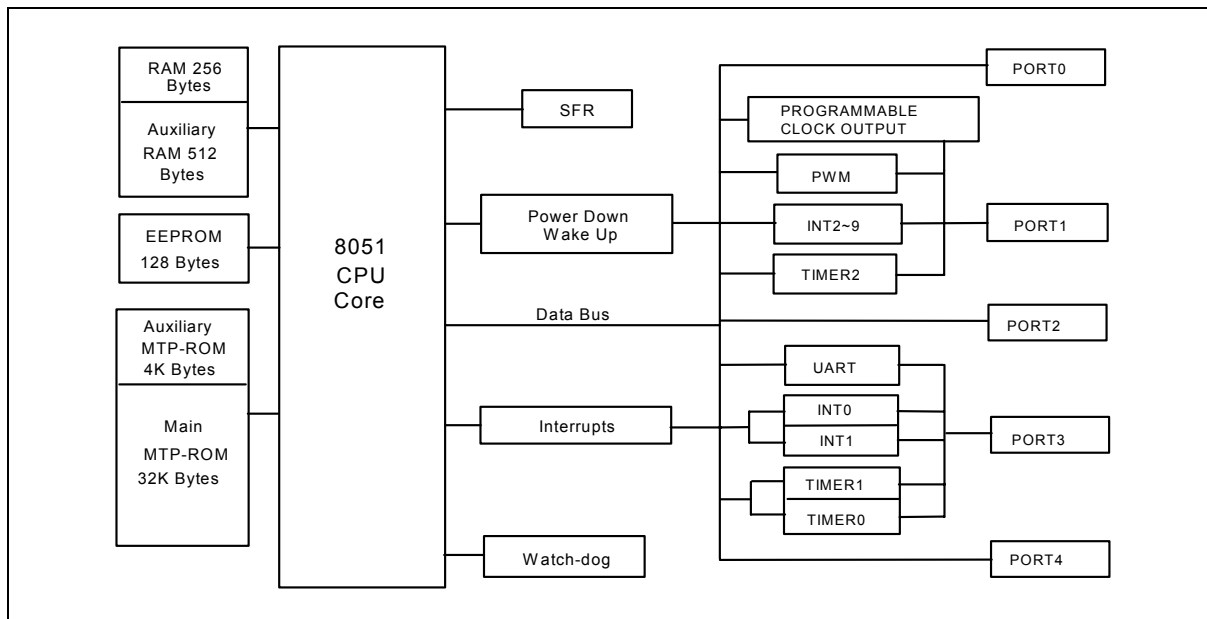 RAM 256
Bytes
Auxiliary
RAM 512
Bytes
EEPROM
128 Bytes
Auxiliary
MTP-ROM
4K Bytes
Main
MTP-ROM
32K Bytes
8051
CPU
Core
SFR
Power Down
Wake Up
Data Bus
Interrupts
Watch-dog
PROGRAMMABLE
CLOCK OUTPUT
PWM
INT2~9
TIMER2
UART
INT0
INT1
TIMER1
TIMER0
PORT0
PORT1
PORT2
PORT3
PORT4